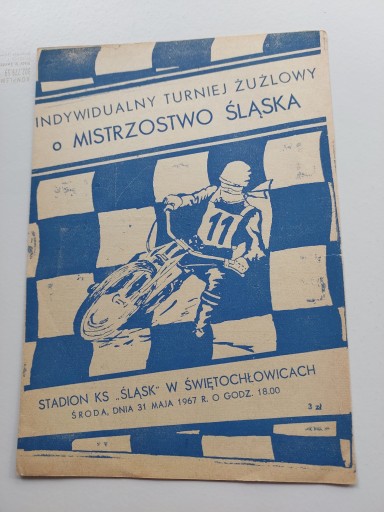 INDYWIDUALNY TURNIEJ ŻUŻLOWY
o MISTRZOSTWO ŚLĄSKA
11
STADION KS „ŚLĄSK" W ŚWIĘTOCHŁOWICACH
ŚRODA, DNIA 31 MAJA 1967 R. O GODZ. 18.00
3 zł